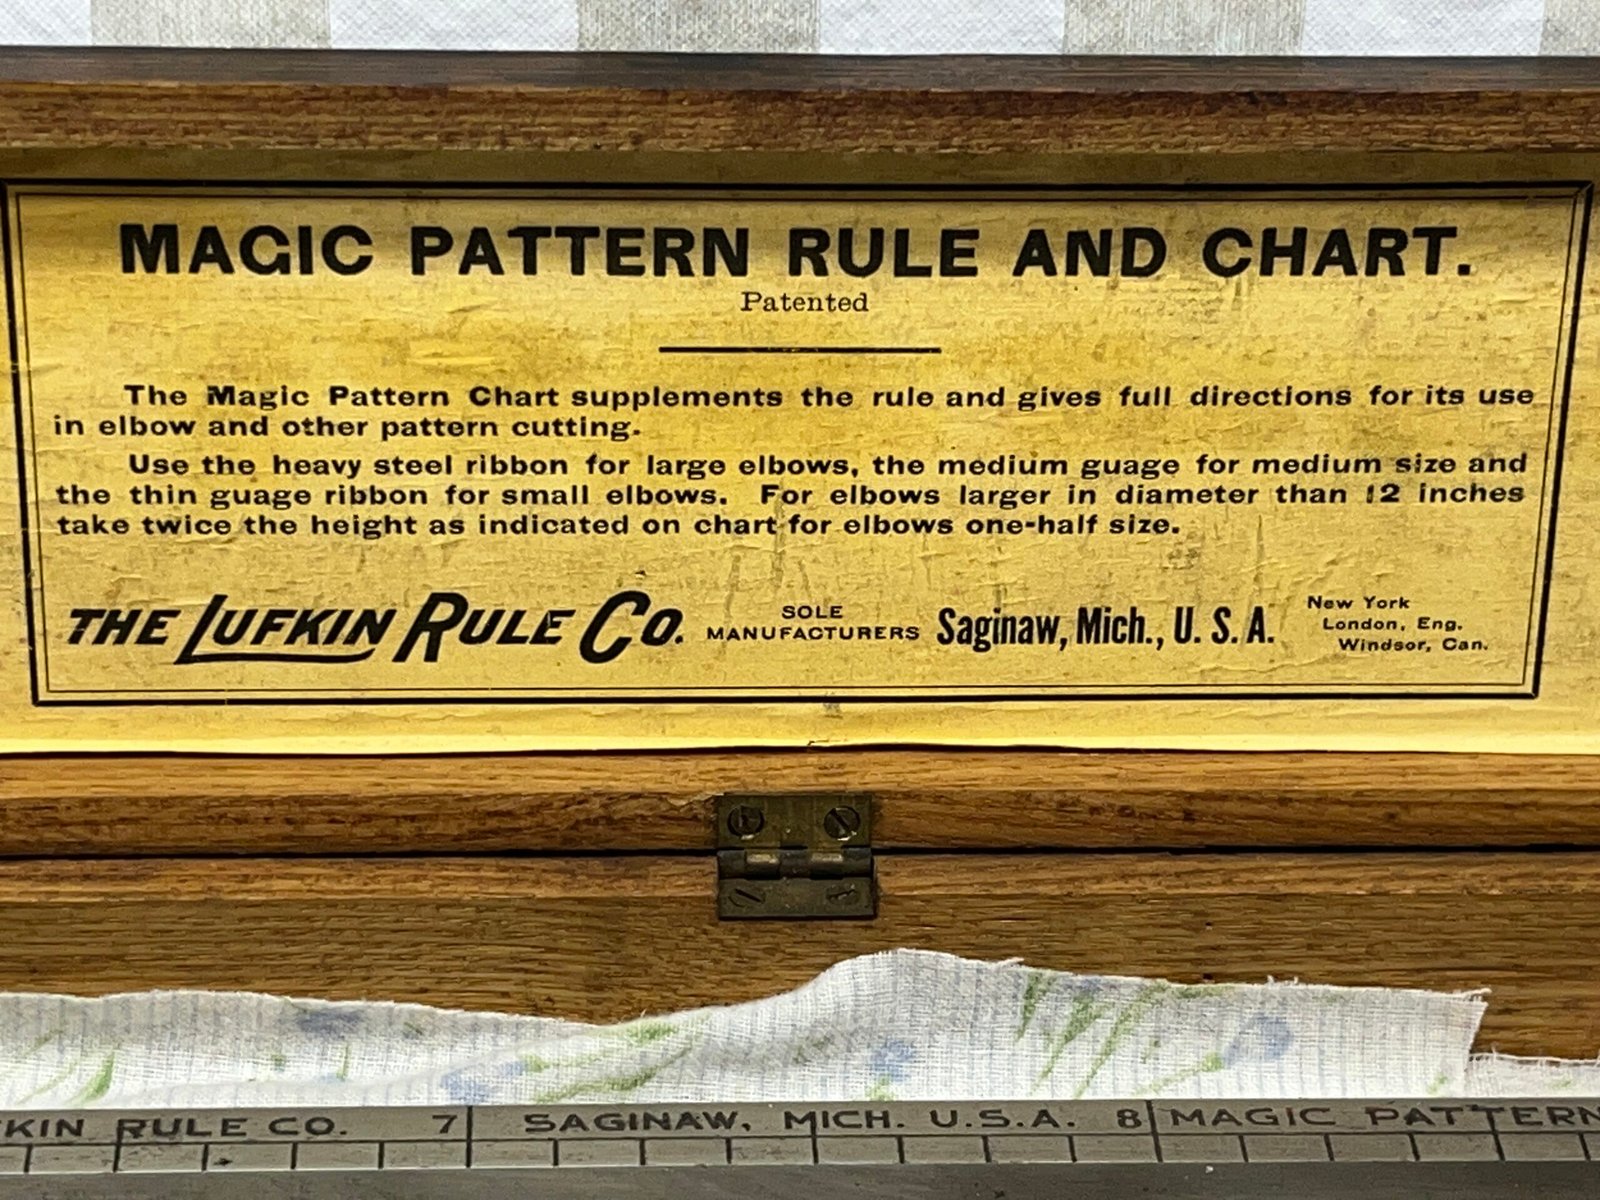 MAGIC PATTERN RULE AND CHART.
Patented
The Magic Pattern Chart supplements the rule and gives full directions for its use
in elbow and other pattern cutting.
Use the heavy steel ribbon for large elbows, the medium guage for medium size and
the thin guage ribbon for small elbows. For elbows larger in diameter than 12 inches
take twice the height as indicated on chart for elbows one-half size.
THE LUFKIN RULE CO. SOLE MANUFACTURERS Saginaw, Mich., U. S. A.
New York
London, Eng.
Windsor, Can.
KIN RULE CO. 7 SAGINAW, MICH. U.S.A. 8 MAGIC PATTERN